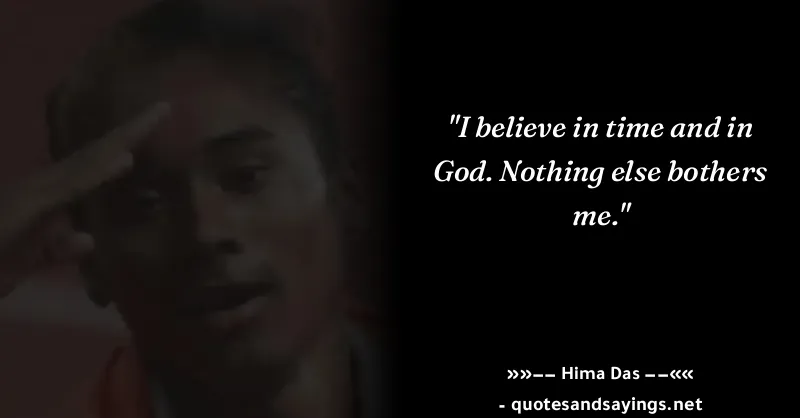 "I believe in time and in
God. Nothing else bothers
me."
»»−− Hima Das −−««
- quotesandsayings.net